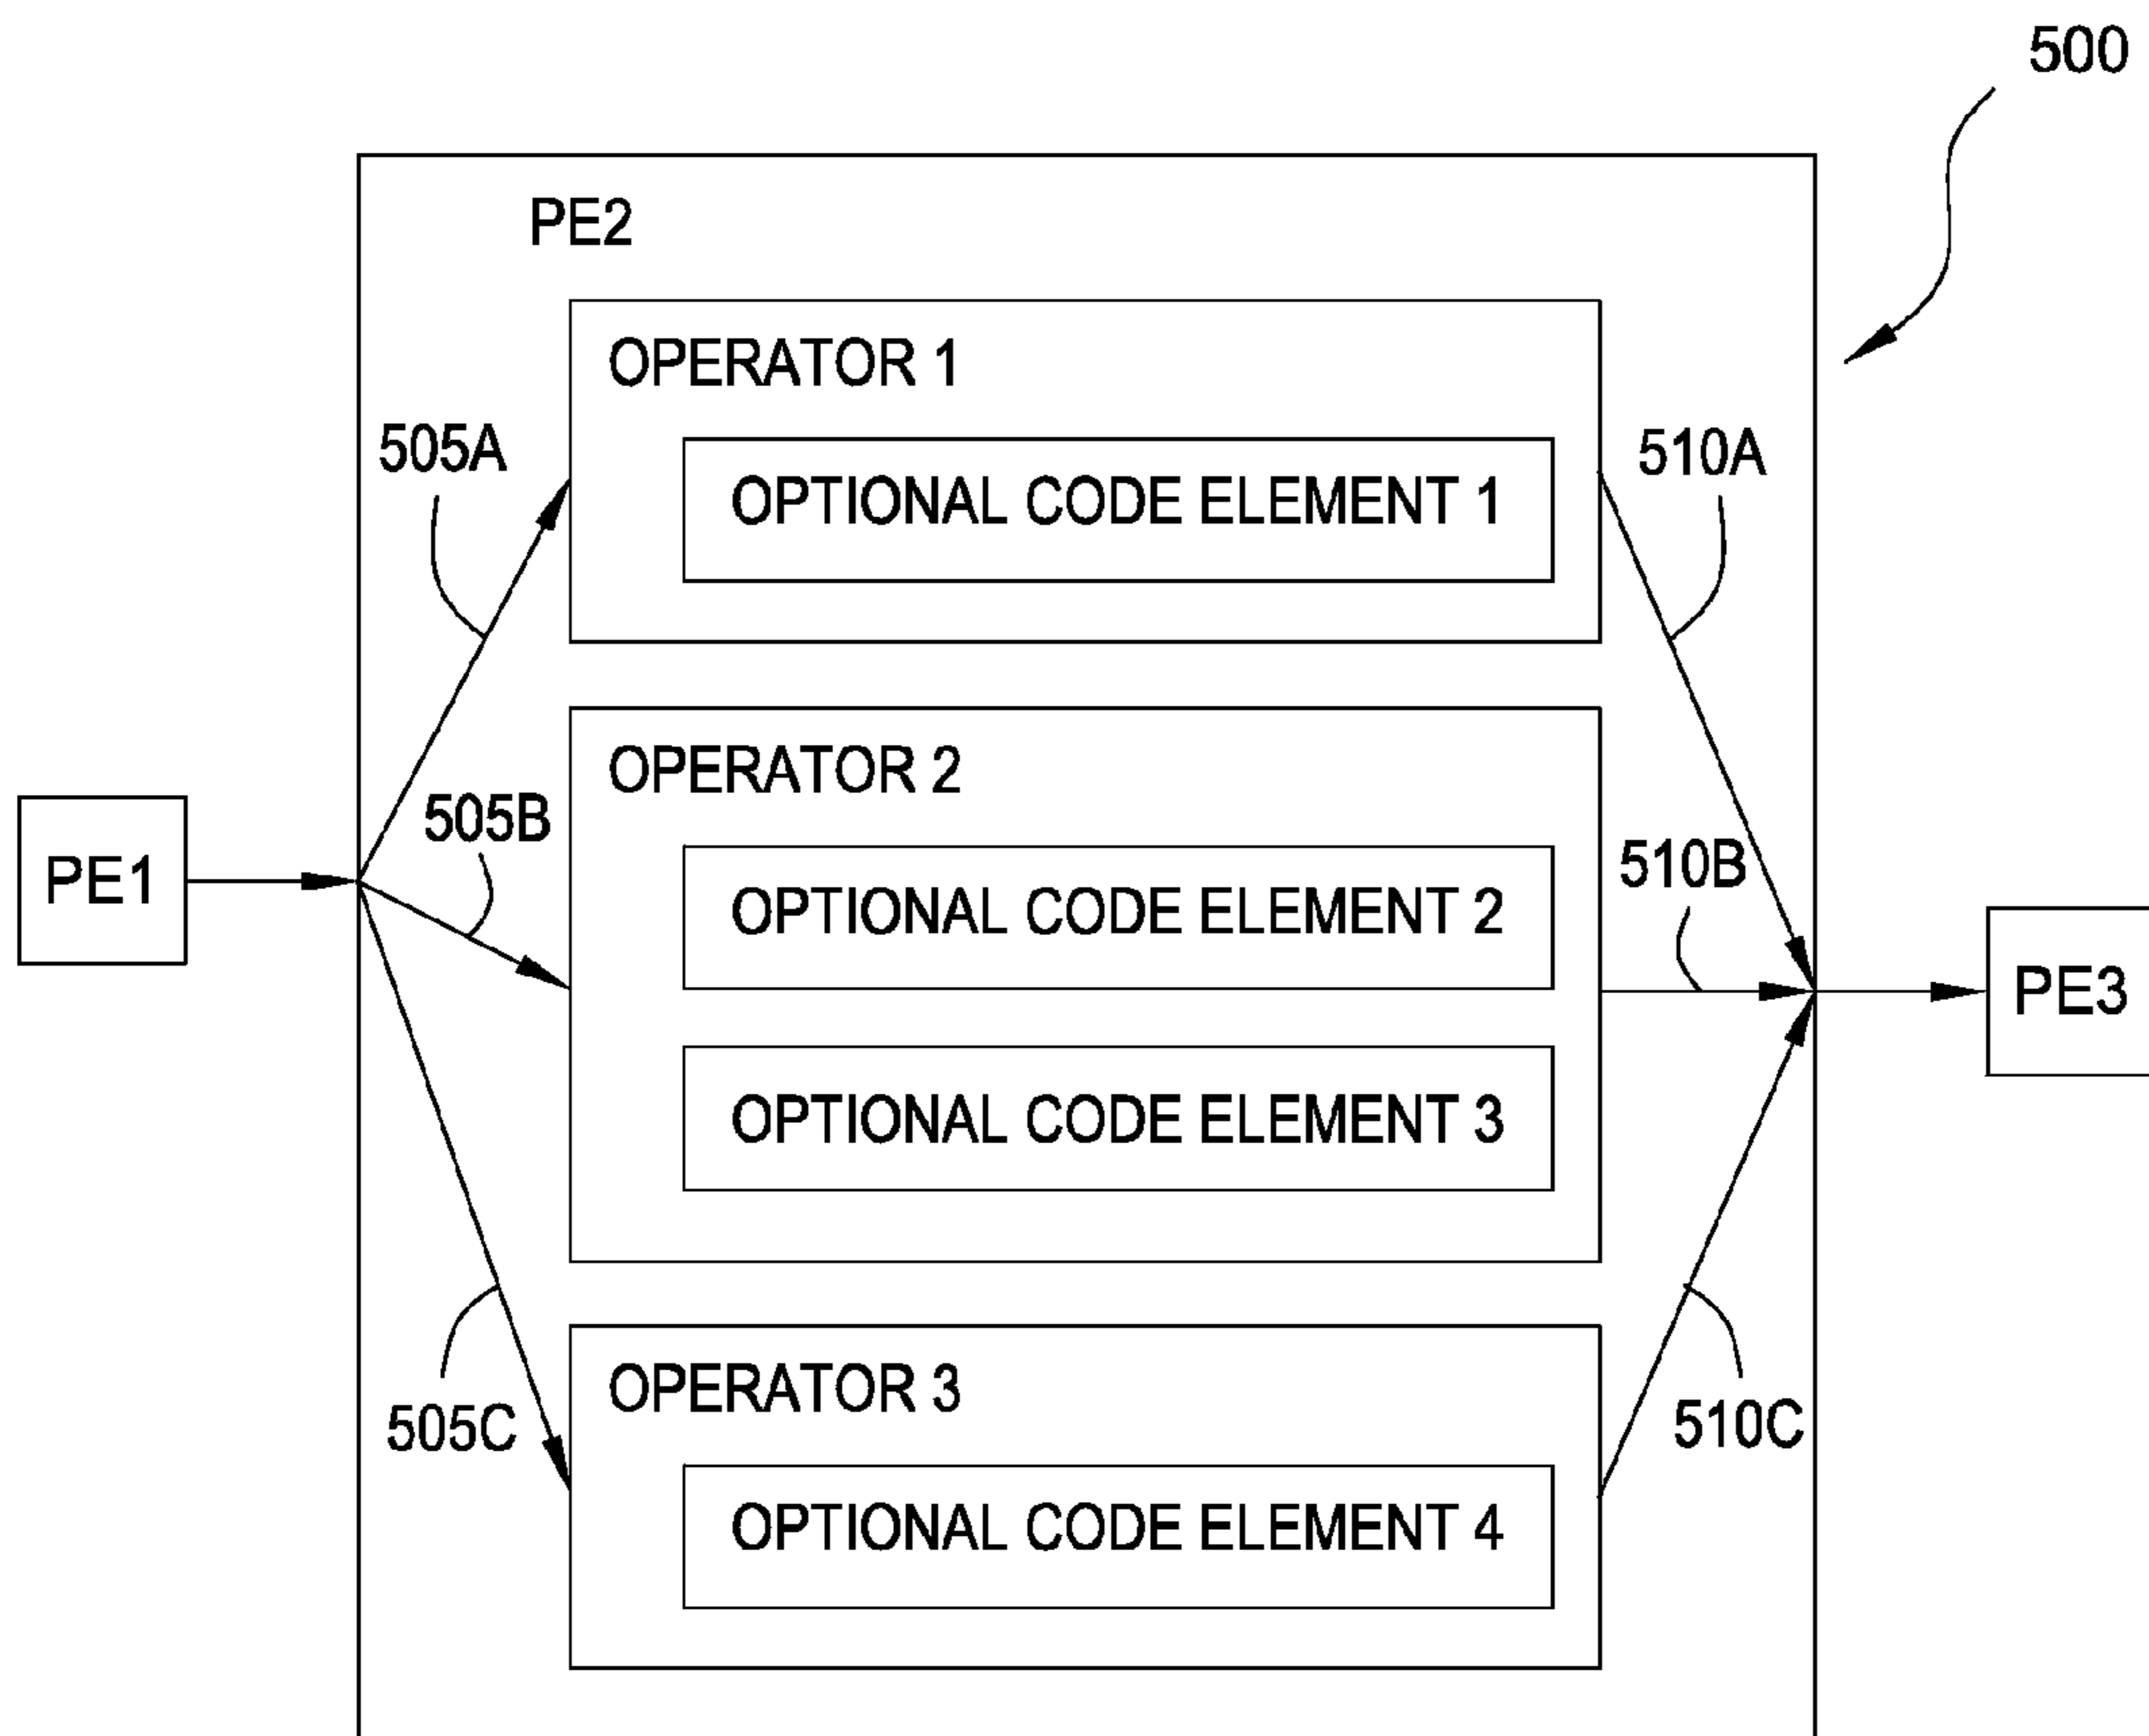 500
PE2
OPERATOR 1
505A
510A
OPTIONAL CODE ELEMENT 1
OPERATOR 2
505B
510B
PE1
OPTIONAL CODE ELEMENT 2
PE3
OPTIONAL CODE ELEMENT 3
OPERATOR 3
505C
510C
OPTIONAL CODE ELEMENT 4